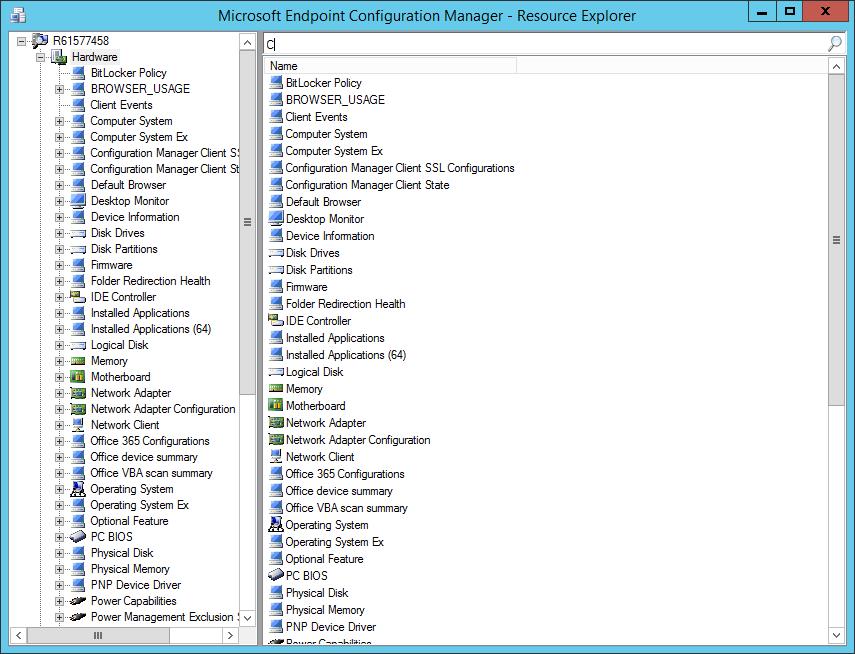 Microsoft Endpoint Configuration Manager - Resource Explorer
R61577458
Hardware
BitLocker Policy
BROWSER_USAGE
Client Events
Computer System
Computer System Ex
Configuration Manager Client S
Configuration Manager Client St
Default Browser
Desktop Monitor
Device Information
Disk Drives
Disk Partitions
Firmware
Folder Redirection Health
IDE Controller
Installed Applications
Installed Applications (64)
Logical Disk
Memory
Motherboard
Network Adapter
Network Adapter Configuration
Network Client
Office 365 Configurations
Office device summary
Office VBA scan summary
Operating System
Operating System Ex
Optional Feature
PC BIOS
Physical Disk
Physical Memory
PNP Device Driver
Power Capabilities
Power Management Exclusion
C
Name
BitLocker Policy
BROWSER_USAGE
Client Events
Computer System
Computer System Ex
Configuration Manager Client SSL Configurations
Configuration Manager Client State
Default Browser
Desktop Monitor
Device Information
Disk Drives
Disk Partitions
Firmware
Folder Redirection Health
IDE Controller
Installed Applications
Installed Applications (64)
Logical Disk
Memory
Motherboard
Network Adapter
Network Adapter Configuration
Network Client
Office 365 Configurations
Office device summary
Office VBA scan summary
Operating System
Operating System Ex
Optional Feature
PC BIOS
Physical Disk
Physical Memory
PNP Device Driver
Power Capabilities